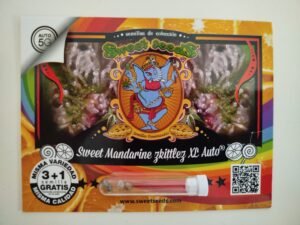 AUTO
5G
semillas de colección
Sweet Seeds
Sweet Mandarine zkittlez XL Auto®
MISMA VARIEDAD
3+1
semilla
GRATIS
MISMA CALIDAD
www.sweetseeds.com